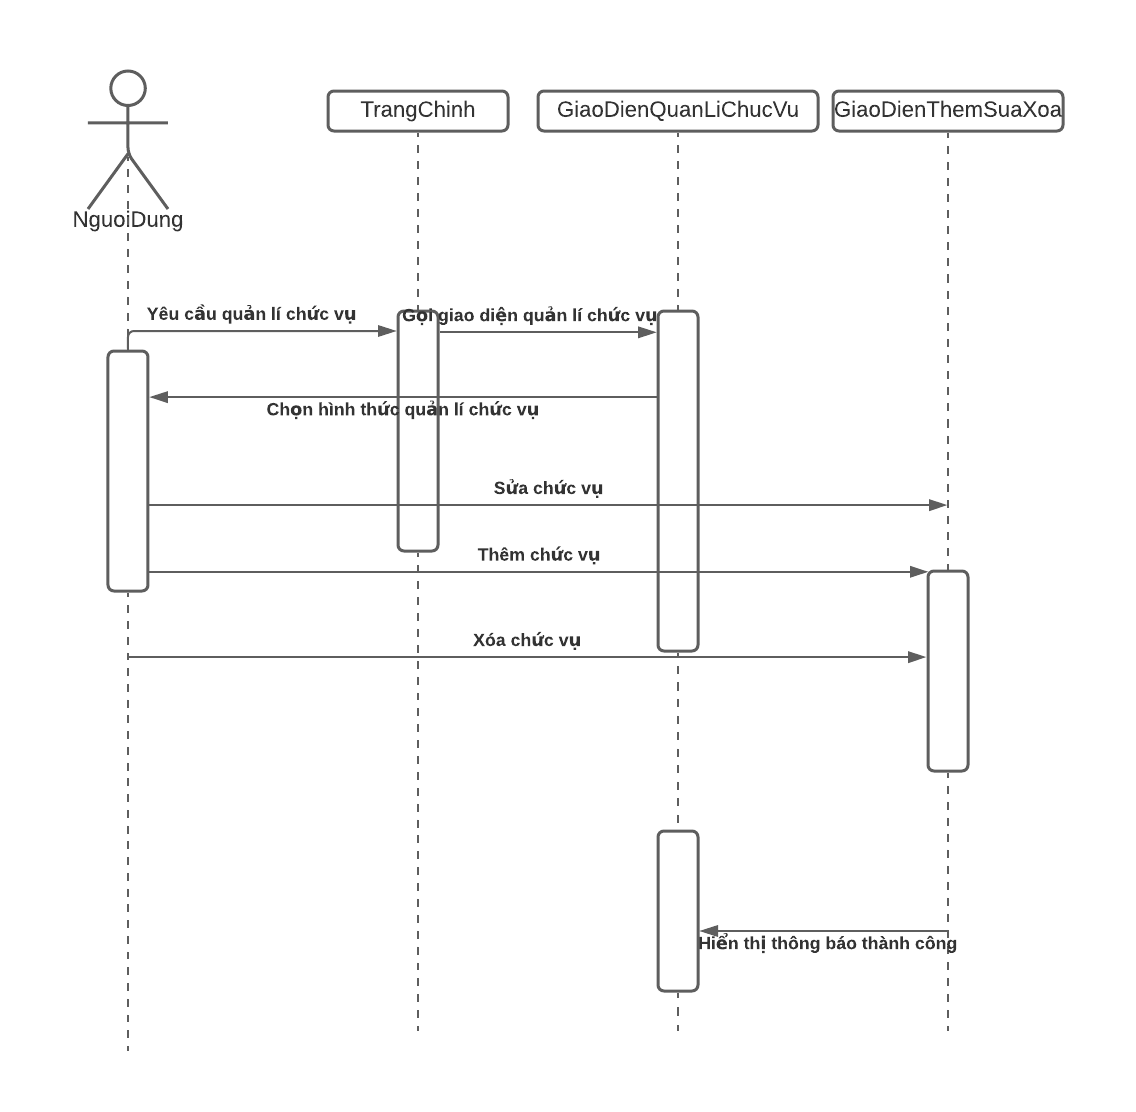 TrangChinh
GiaoDienQuanLiChucVu
GiaoDienThemSuaXoa
NguoiDung
Yêu cầu quản lí chức vụ
Gọi giao diện quản lí chức vụ
Chọn hình thức quản lí chức vụ
Sửa chức vụ
Thêm chức vụ
Xóa chức vụ
Hiển thị thông báo thành công